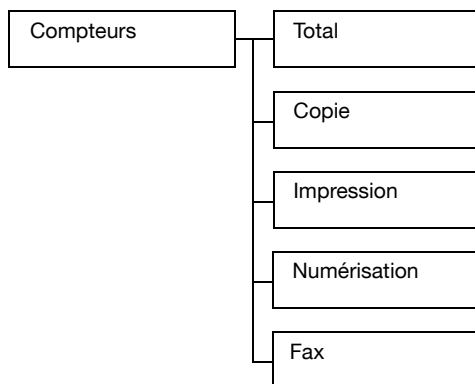 Compteurs
Total
Copie
Impression
Numérisation
Fax